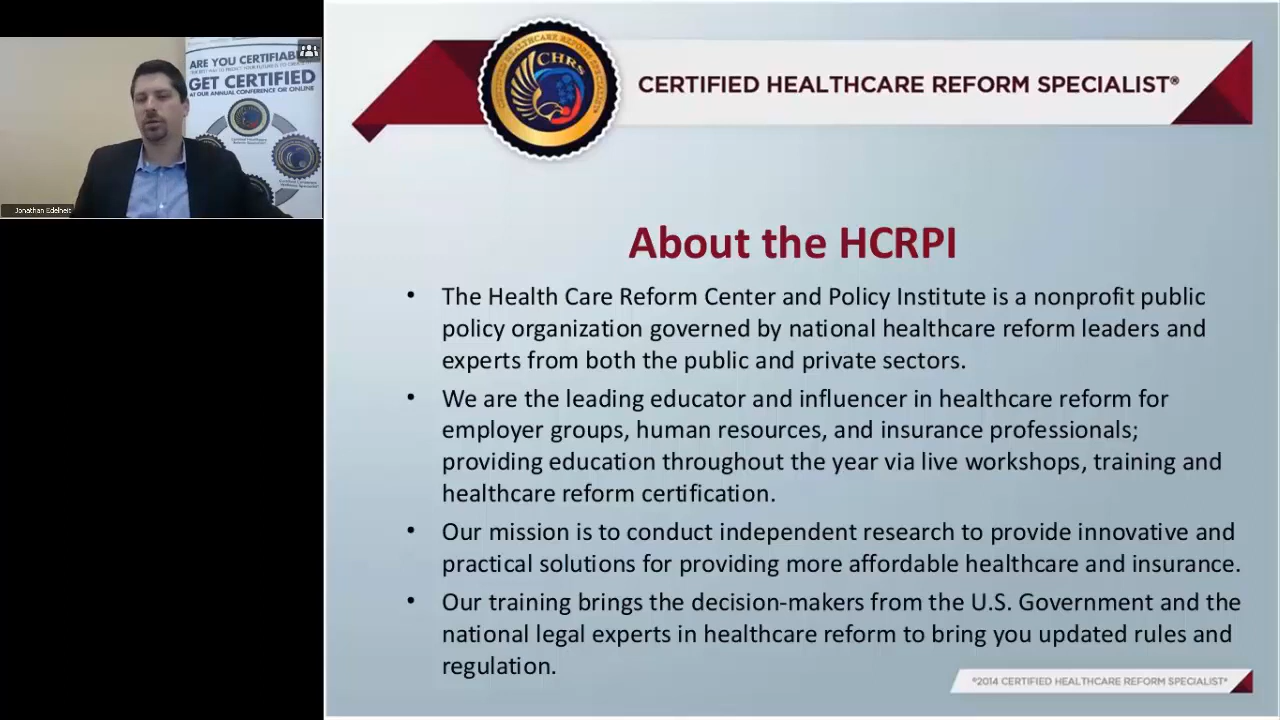 ARE YOU CERTIFIAB
GET CERTIFIED
AT OUR ANNUAL CONFERENCE OR ONLINE
Jonathan Edelheit
CHRS
CERTIFIED HEALTHCARE REFORM SPECIALIST®
About the HCRPI
• The Health Care Reform Center and Policy Institute is a nonprofit public
policy organization governed by national healthcare reform leaders and
experts from both the public and private sectors.
• We are the leading educator and influencer in healthcare reform for
employer groups, human resources, and insurance professionals;
providing education throughout the year via live workshops, training and
healthcare reform certification.
• Our mission is to conduct independent research to provide innovative and
practical solutions for providing more affordable healthcare and insurance.
• Our training brings the decision-makers from the U.S. Government and the
national legal experts in healthcare reform to bring you updated rules and
regulation.
©2014 CERTIFIED HEALTHCARE REFORM SPECIALIST®